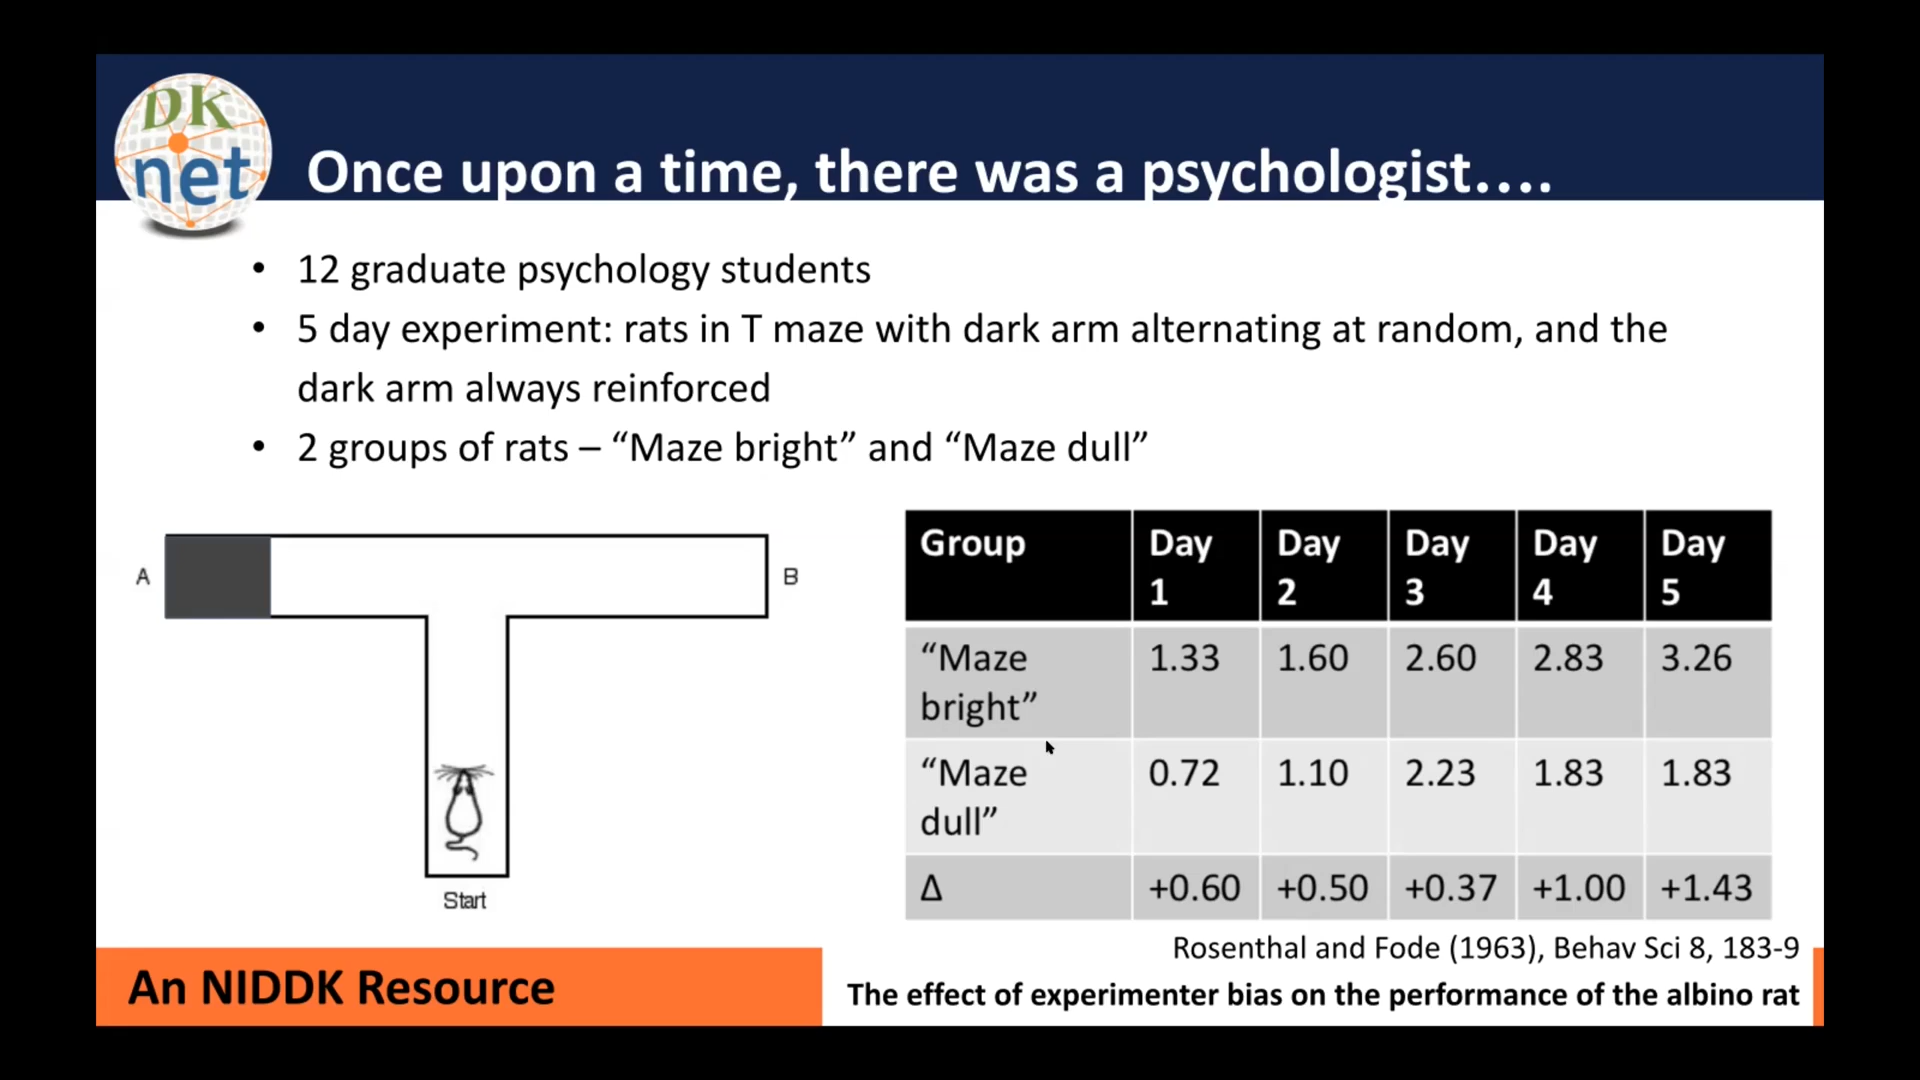 DK
net
Once upon a time, there was a psychologist….
• 12 graduate psychology students
• 5 day experiment: rats in T maze with dark arm alternating at random, and the
dark arm always reinforced
• 2 groups of rats – “Maze bright” and “Maze dull”
A
B
Start
Group Day 1 Day 2 Day 3 Day 4 Day 5
“Maze bright” 1.33 1.60 2.60 2.83 3.26
“Maze dull” 0.72 1.10 2.23 1.83 1.83
Δ +0.60 +0.50 +0.37 +1.00 +1.43
Rosenthal and Fode (1963), Behav Sci 8, 183-9
An NIDDK Resource
The effect of experimenter bias on the performance of the albino rat